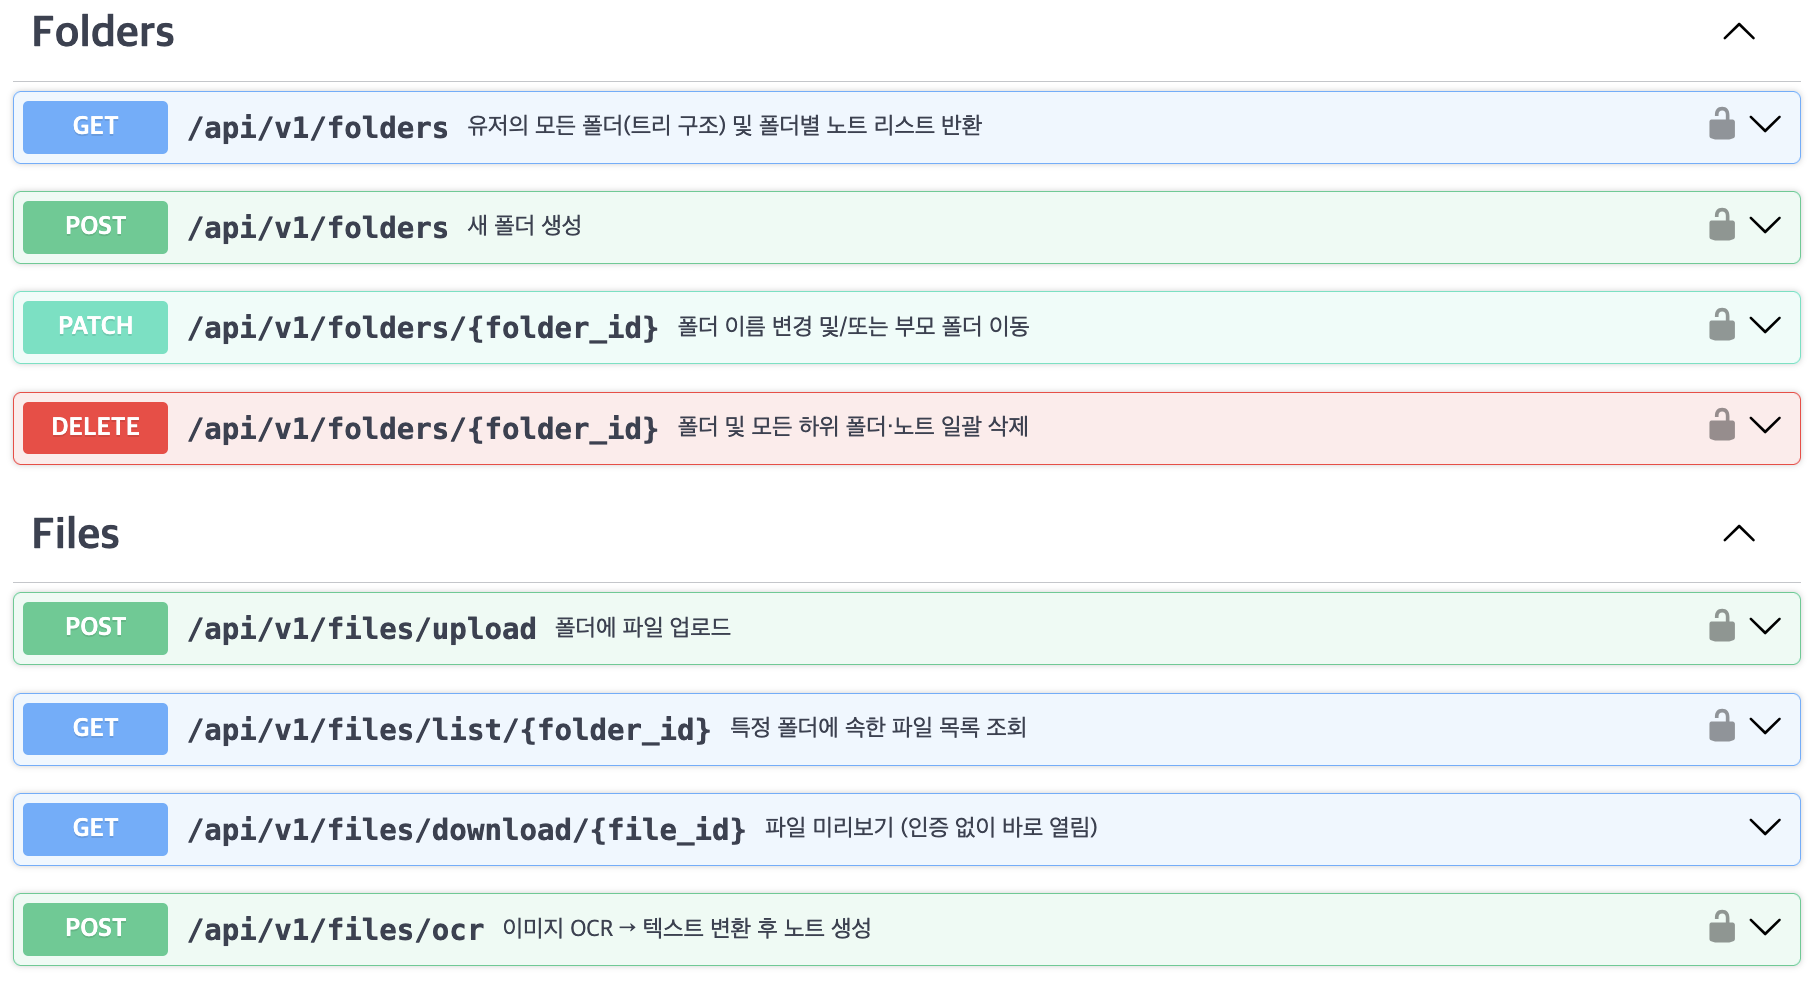 Folders
GET /api/v1/folders 유저의 모든 폴더(트리 구조) 및 폴더별 노트 리스트 반환
POST /api/v1/folders 새 폴더 생성
PATCH /api/v1/folders/{folder_id} 폴더 이름 변경 및/또는 부모 폴더 이동
DELETE /api/v1/folders/{folder_id} 폴더 및 모든 하위 폴더·노트 일괄 삭제
Files
POST /api/v1/files/upload 폴더에 파일 업로드
GET /api/v1/files/list/{folder_id} 특정 폴더에 속한 파일 목록 조회
GET /api/v1/files/download/{file_id} 파일 미리보기 (인증 없이 바로 열림)
POST /api/v1/files/ocr 이미지 OCR → 텍스트 변환 후 노트 생성